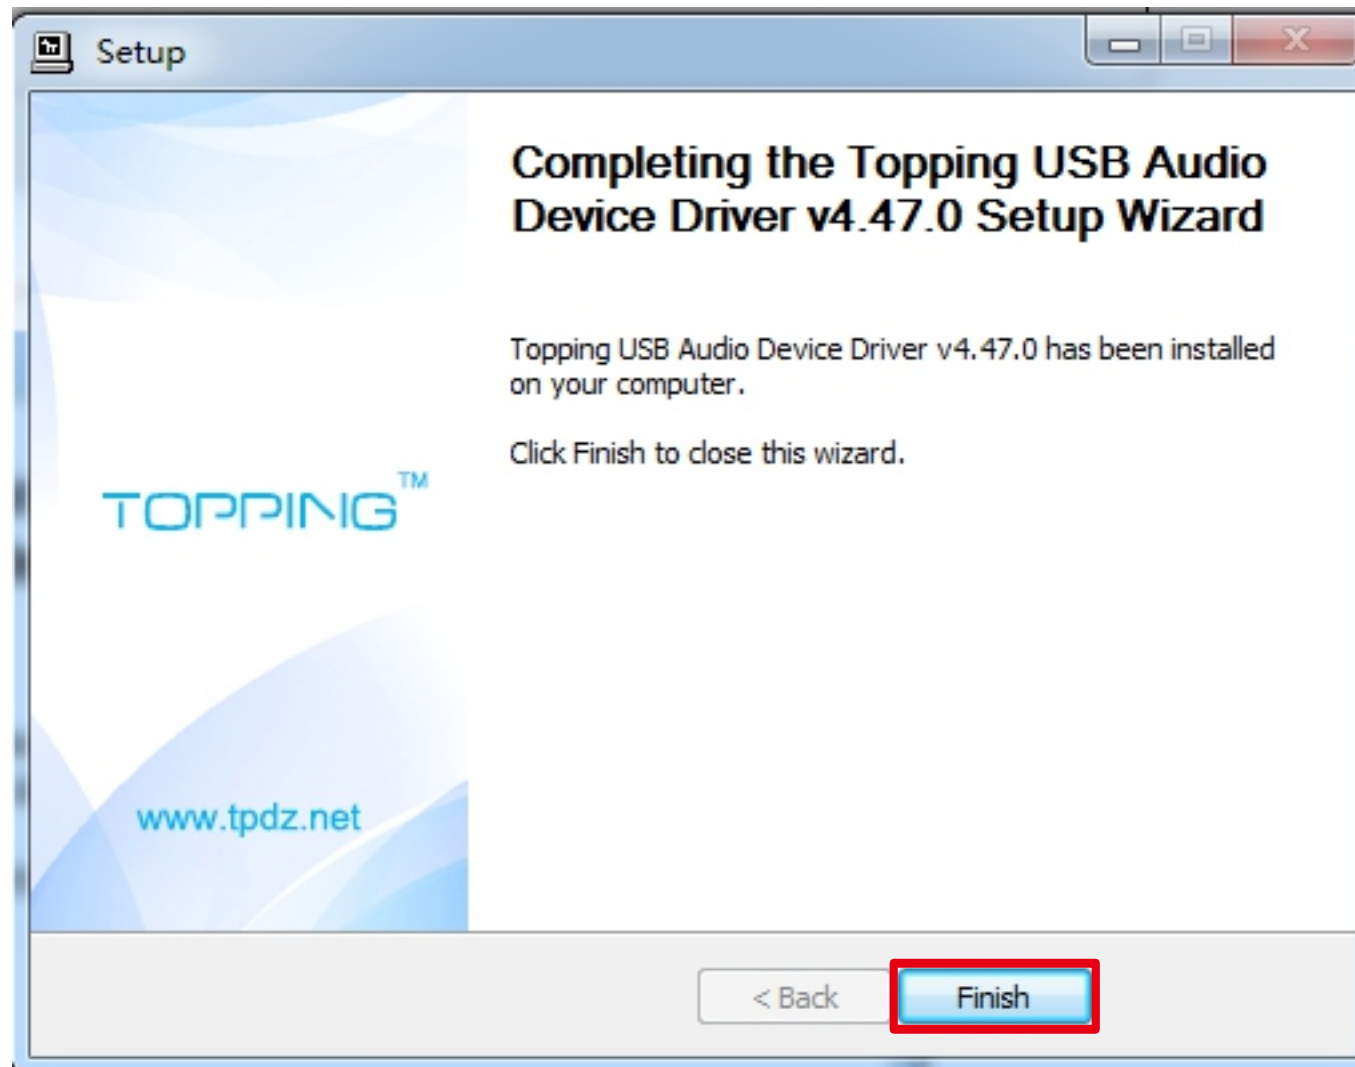 Setup
Completing the Topping USB Audio
Device Driver v4.47.0 Setup Wizard
Topping USB Audio Device Driver v4.47.0 has been installed
on your computer.
Click Finish to close this wizard.
TOPPING™
www.tpdz.net
< Back
Finish